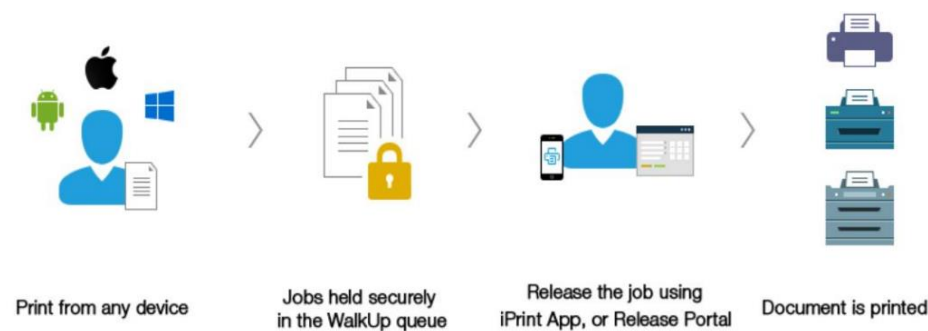 Print from any device
Jobs held securely
in the WalkUp queue
Release the job using
iPrint App, or Release Portal
Document is printed